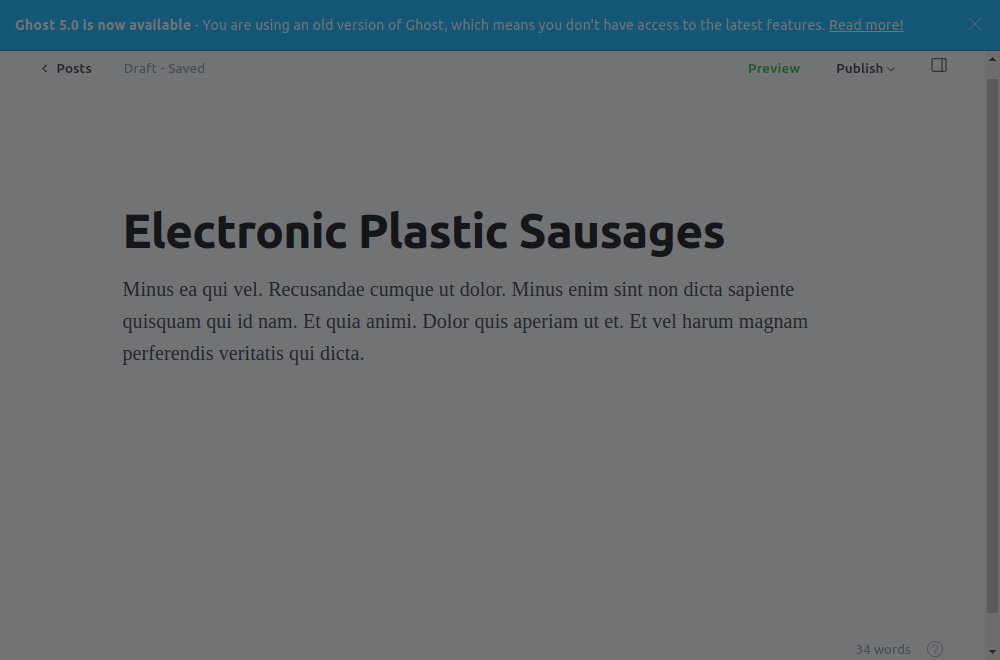 Ghost 5.0 is now available - You are using an old version of Ghost, which means you don't have access to the latest features. Read more!
Posts Draft - Saved Preview Publish
Electronic Plastic Sausages
Minus ea qui vel. Recusandae cumque ut dolor. Minus enim sint non dicta sapiente
quisquam qui id nam. Et quia animi. Dolor quis aperiam ut et. Et vel harum magnam
perferendis veritatis qui dicta.
34 words ?